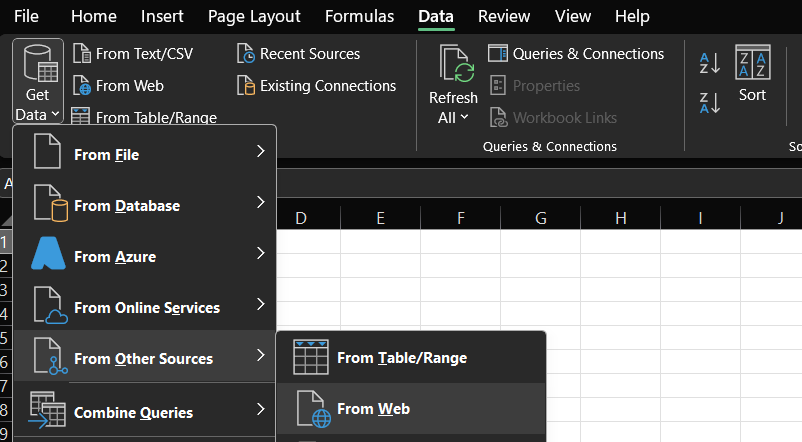 File Home Insert Page Layout Formulas Data Review View Help
Get Data
From Text/CSV
From Web
From Table/Range
Recent Sources
Existing Connections
Refresh All
Queries & Connections
Properties
Workbook Links
Queries & Connections
A Z
Z A
Z A A Z
Sort
So
From File
From Database
From Azure
From Online Services
From Other Sources
Combine Queries
From Table/Range
From Web
A
D E F G H I J
1
2
3
4
5
6
7
8
9